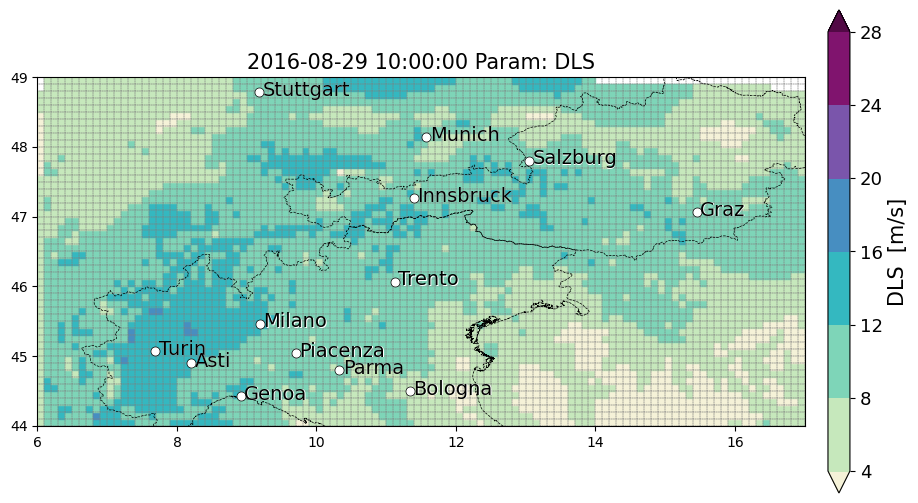 2016-08-29 10:00:00 Param: DLS
49
48
47
46
45
44
6
8
10
12
14
16
Stuttgart
Munich
Salzburg
Innsbruck
Graz
Trento
Milano
Turin
Asti
Piacenza
Parma
Genoa
Bologna
28
24
20
16
12
8
4
DLS [m/s]